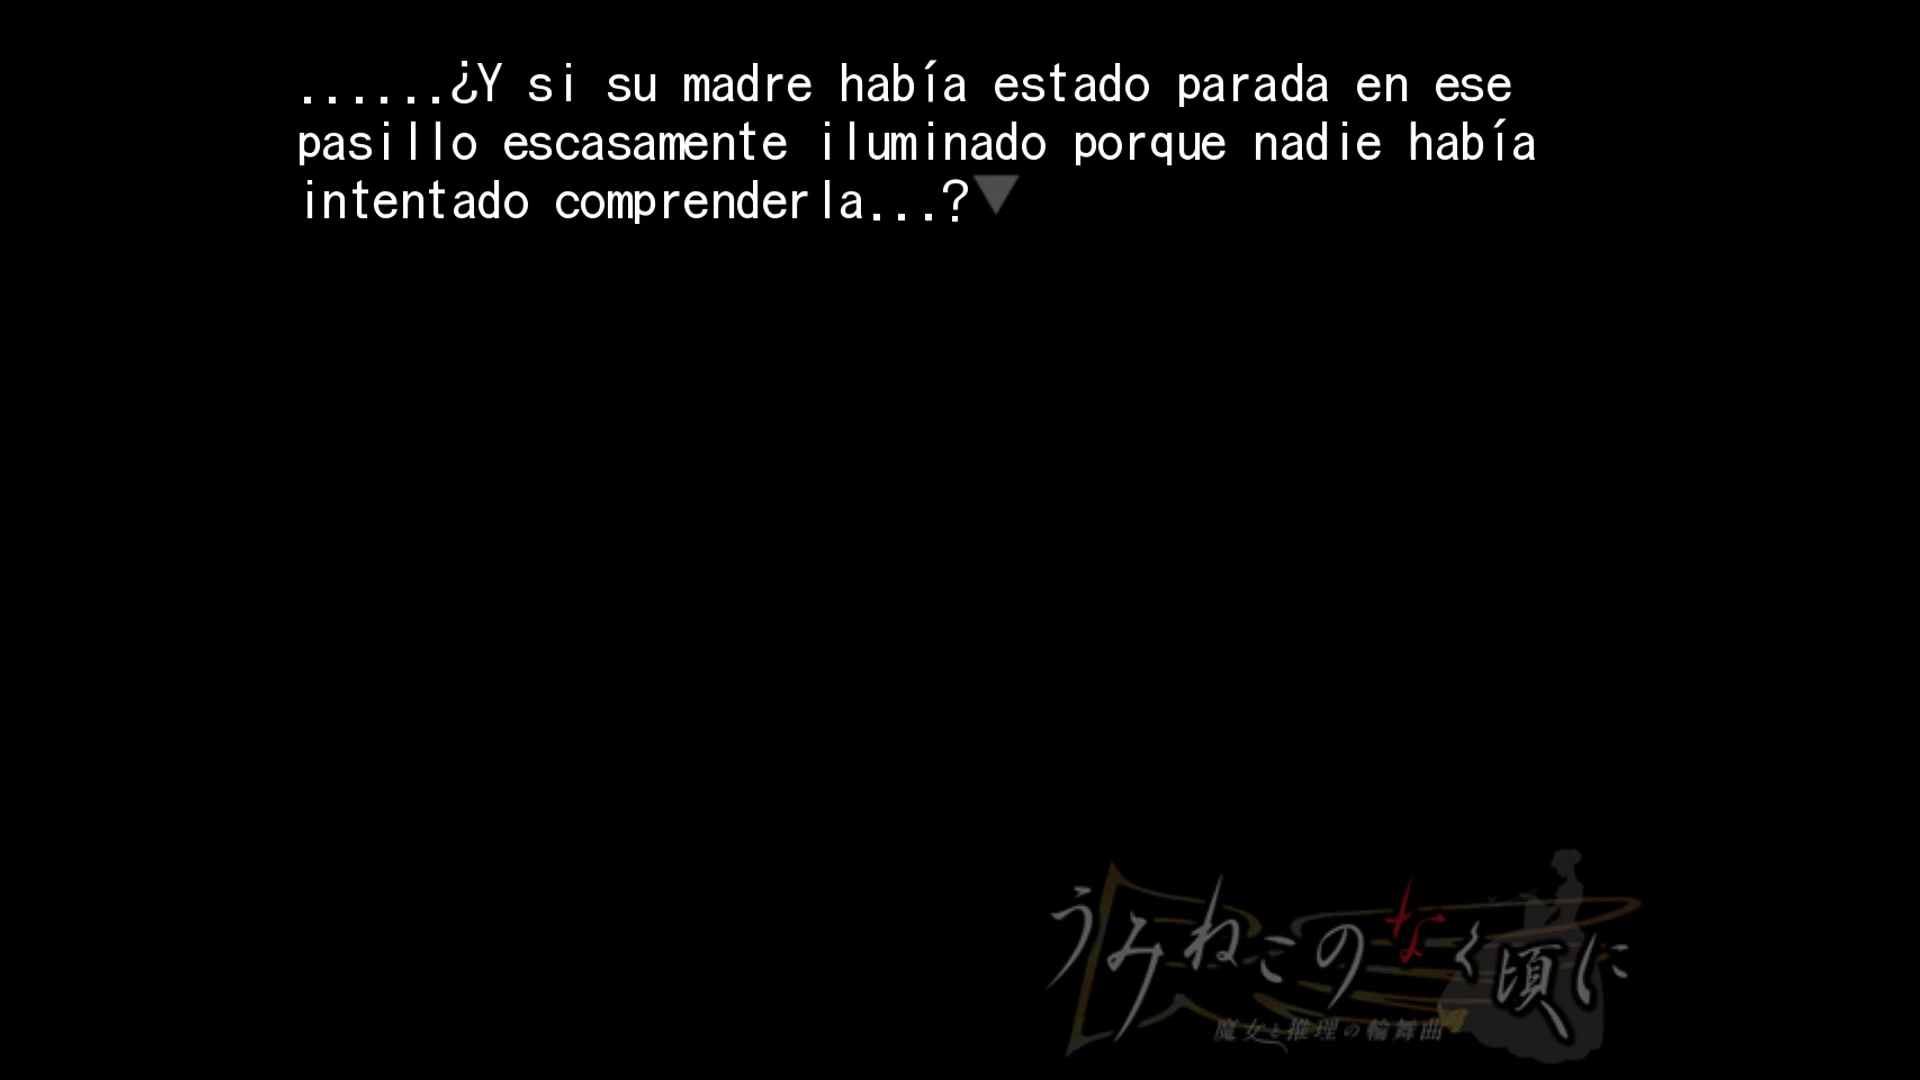 ......¿Y si su madre había estado parada en ese
pasillo escasamente iluminado porque nadie había
intentado comprenderla...?
うみねこのなく頃に
魔女と推理の輪舞曲